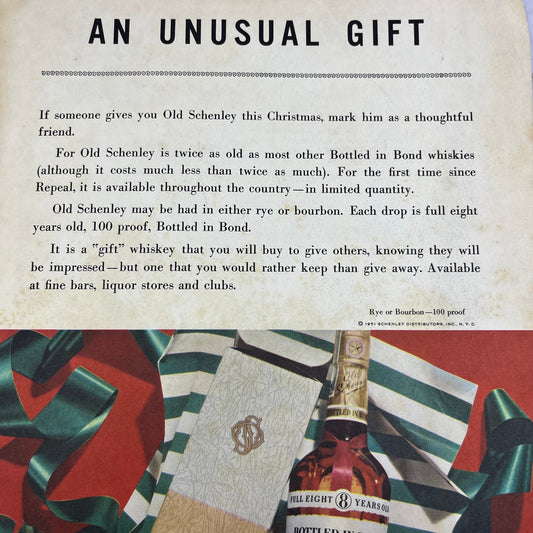 AN UNUSUAL GIFT
If someone gives you Old Schenley this Christmas, mark him as a thoughtful
friend.
For Old Schenley is twice as old as most other Bottled in Bond whiskies
(although it costs much less than twice as much). For the first time since
Repeal, it is available throughout the country—in limited quantity.
Old Schenley may be had in either rye or bourbon. Each drop is full eight
years old, 100 proof, Bottled in Bond.
It is a "gift" whiskey that you will buy to give others, knowing they will
be impressed—but one that you would rather keep than give away. Available
at fine bars, liquor stores and clubs.
Rye or Bourbon—100 proof
© 1951 SCHENLEY DISTRIBUTORS, INC., N. Y. C.
Old
BOTTLED IN
FULL EIGHT 8 YEARS OLD
BOTTLED IN